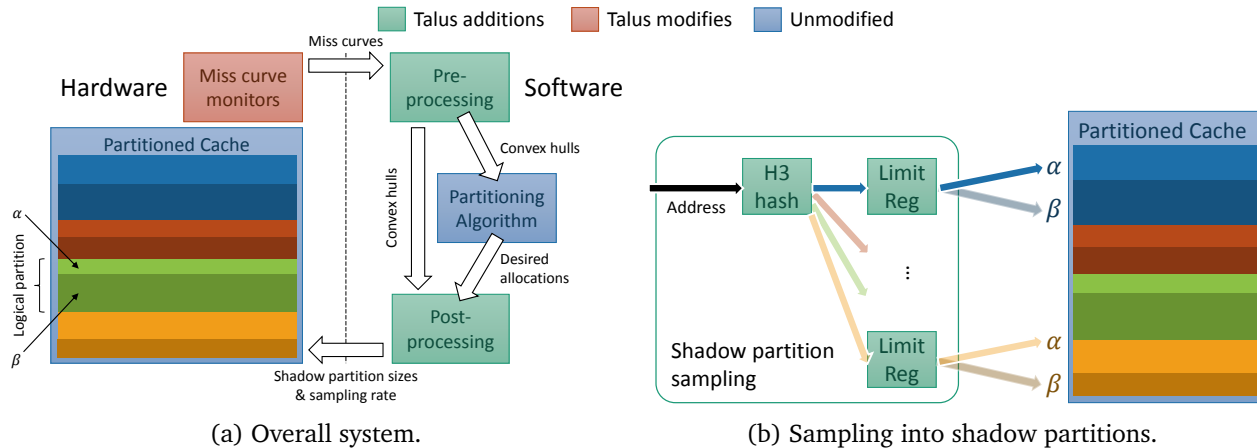 Talus additions
Talus modifies
Unmodified
Miss curves
Hardware
Miss curve
monitors
Pre-
processing
Software
Partitioned Cache
Convex hulls
Convex hulls
Partitioning
Algorithm
α
Logical partition
β
Desired
allocations
Post-
processing
Shadow partition sizes
& sampling rate
(a) Overall system.
Partitioned Cache
H3
hash
Limit
Reg
α
β
Address
...
Limit
Reg
α
β
Shadow partition
sampling
(b) Sampling into shadow partitions.